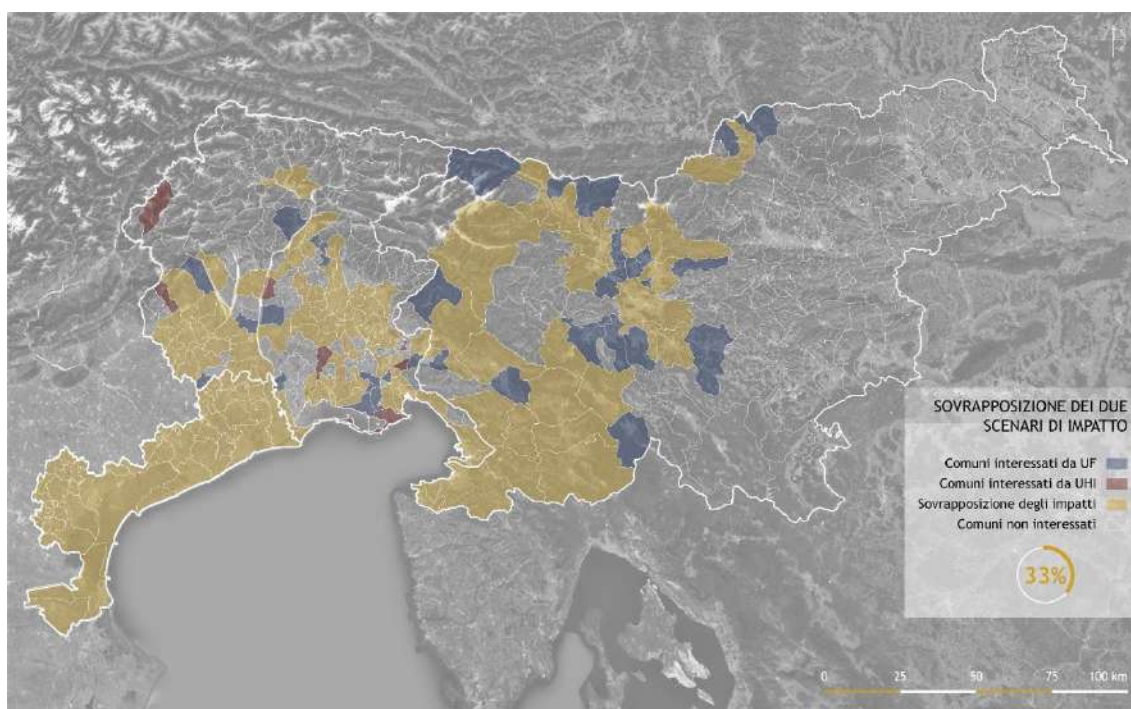 SOVRAPPOSIZIONE DEI DUE
SCENARI DI IMPATTO
Comuni interessati da UF
Comuni interessati da UHI
Sovrapposizione degli impatti
Comuni non interessati
33%
0 25 50 75 100 km